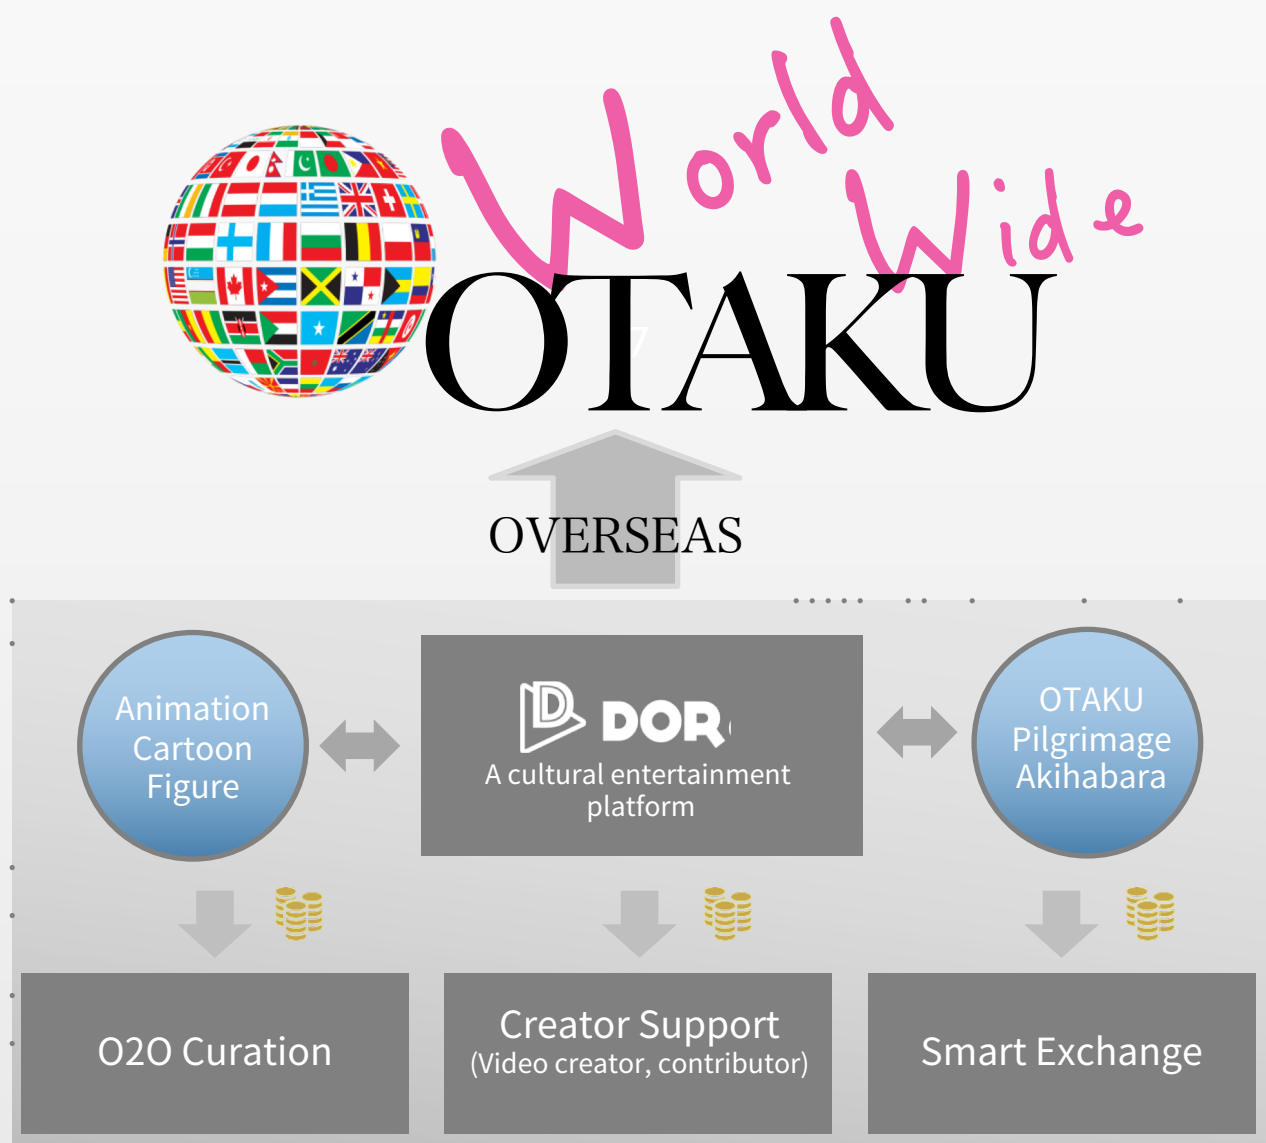 World
Wide
OTAKU
7
OVERSEAS
Animation
Cartoon
Figure
D DOR
A cultural entertainment
platform
OTAKU
Pilgrimage
Akihabara
O2O Curation
Creator Support
(Video creator, contributor)
Smart Exchange